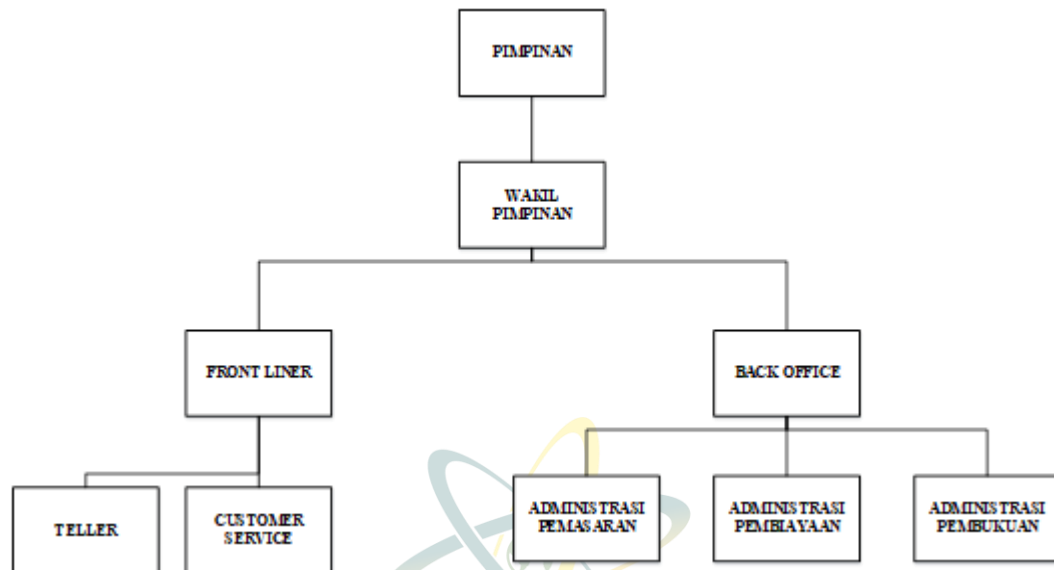 PIMPINAN
WAKIL
PIMPINAN
FRONT LINER
BACK OFFICE
TELLER
CUSTOMER
SERVICE
ADMINISTRASI
PEMASARAN
ADMINISTRASI
PEMBIAYAAN
ADMINISTRASI
PEMBUKUAN